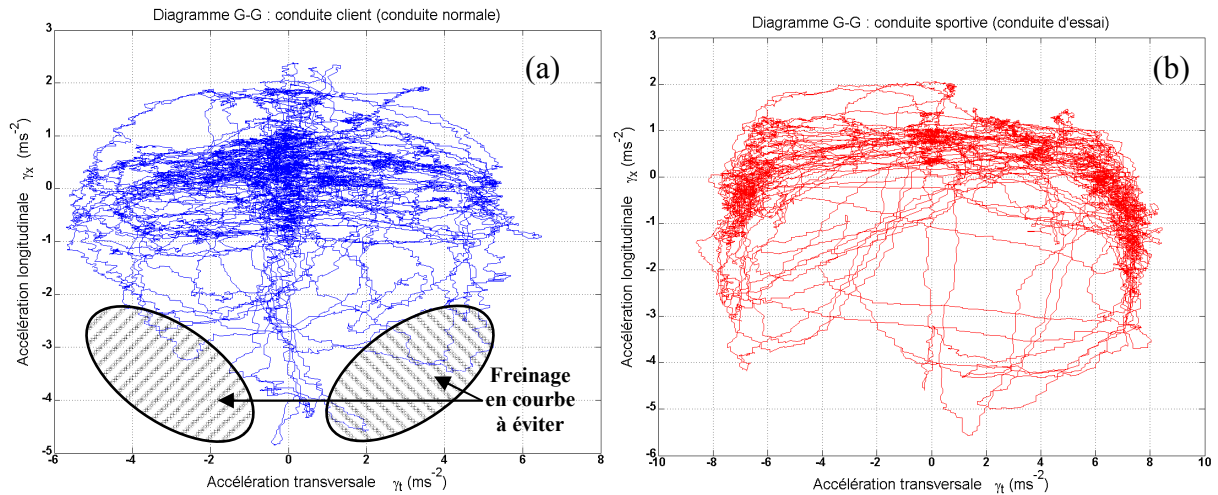 Diagramme G-G : conduite client (conduite normale)
(a)
3
2
1
0
-1
-2
-3
-4
-5
Accélération longitudinale γx (ms-2)
Freinage
en courbe
à éviter
-6 -4 -2 0 2 4 6 8
Accélération transversale γt (ms-2)
Diagramme G-G : conduite sportive (conduite d'essai)
(b)
3
2
1
0
-1
-2
-3
-4
-5
-6
Accélération longitudinale γx (ms-2)
-10 -8 -6 -4 -2 0 2 4 6 8 10
Accélération transversale γt (ms-2)